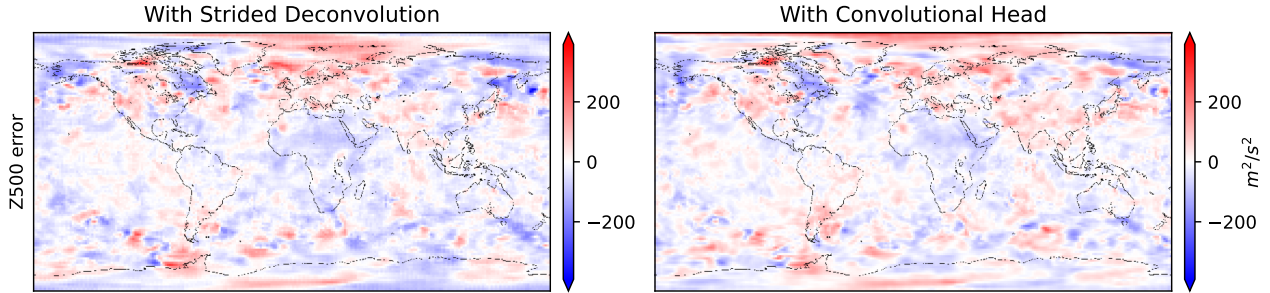 With Strided Deconvolution
With Convolutional Head
Z500 error
200
0
−200
200
0
−200
m²/s²